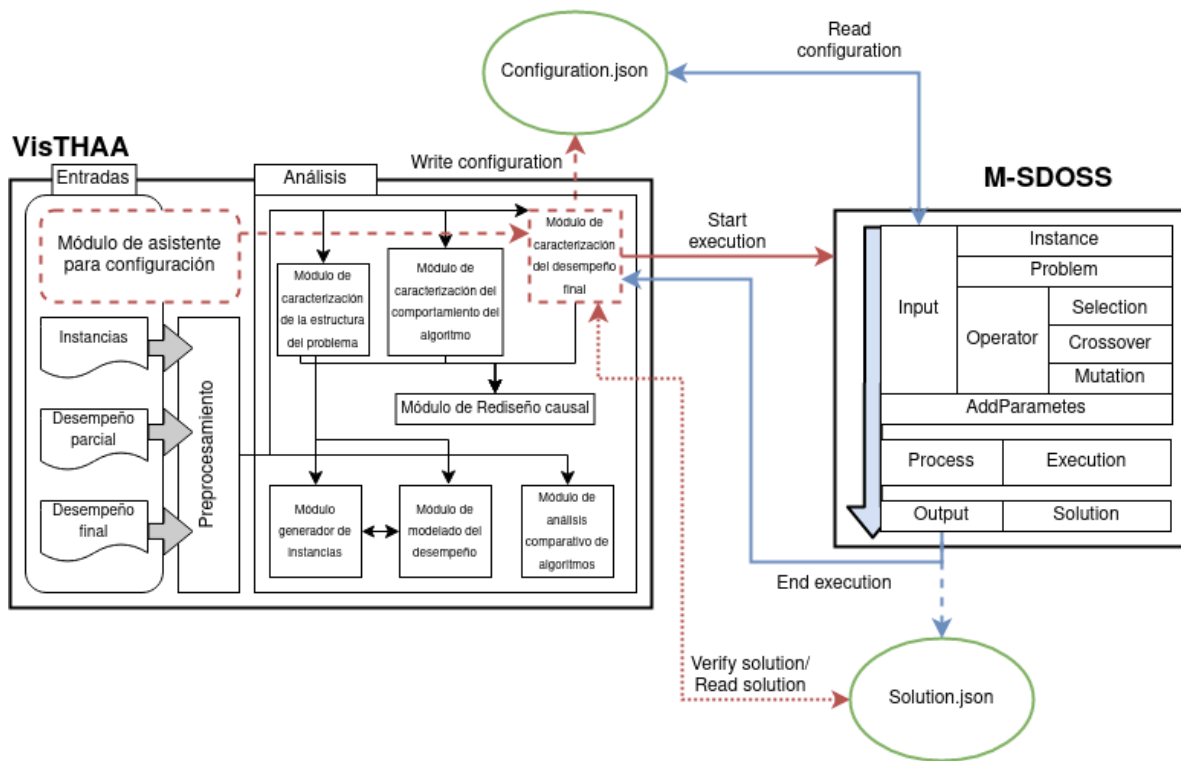 Read
configuration
Configuration.json
VisTHAA
Write configuration
Entradas
Análisis
M-SDOSS
Módulo de asistente
para configuración
Módulo de
caracterización
del desempeño
final
Start
execution
Módulo de
caracterización
de la estructura
del problema
Módulo de
caracterización del
comportamiento del
algoritmo
Instance
Problem
Input
Operator
Selection
Crossover
Mutation
AddParametes
Instancias
Preprocesamiento
Módulo de Rediseño causal
Desempeño
parcial
Process
Execution
Desempeño
final
Módulo
generador de
instancias
Módulo de
modelado del
desempeño
Módulo de
análisis
comparativo de
algoritmos
Output
Solution
End execution
Verify solution/
Read solution
Solution.json